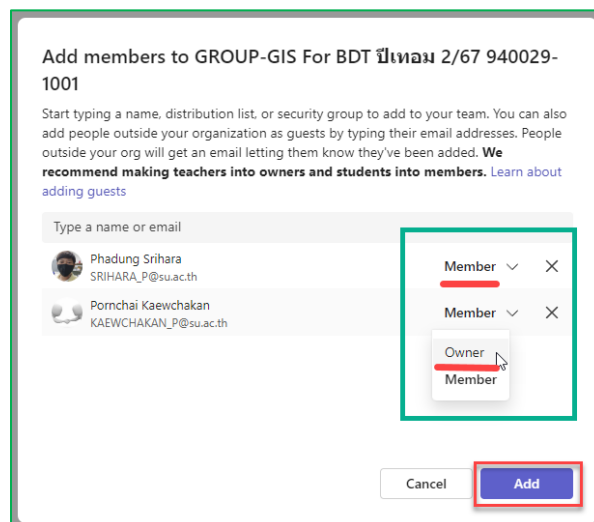 Add members to GROUP-GIS For BDT ปีเทอม 2/67 940029-
1001
Start typing a name, distribution list, or security group to add to your team. You can also
add people outside your organization as guests by typing their email addresses. People
outside your org will get an email letting them know they've been added. We
recommend making teachers into owners and students into members. Learn about
adding guests
Type a name or email
Phadung Srihara
SRIHARA_P@su.ac.th
Member
Pornchai Kaewchakan
KAEWCHAKAN_P@su.ac.th
Member
Owner
Member
Cancel
Add